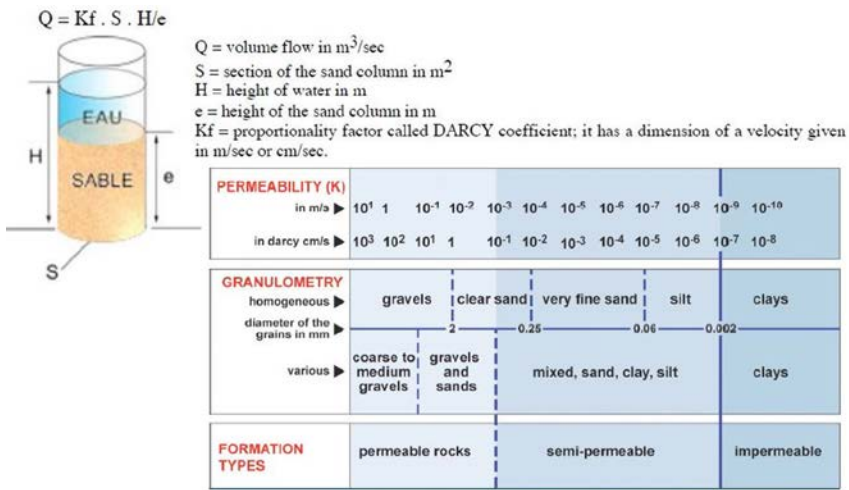 Q = Kf . S . H/e
Q = volume flow in m³/sec
S = section of the sand column in m²
H = height of water in m
e = height of the sand column in m
Kf = proportionality factor called DARCY coefficient; it has a dimension of a velocity given
in m/sec or cm/sec.
EAU
H
SABLE
e
S
PERMEABILITY (K)
in m/s 10¹ 1 10⁻¹ 10⁻² 10⁻³ 10⁻⁴ 10⁻⁵ 10⁻⁶ 10⁻⁷ 10⁻⁸ 10⁻⁹ 10⁻¹⁰
in darcy cm/s 10³ 10² 10¹ 1 10⁻¹ 10⁻² 10⁻³ 10⁻⁴ 10⁻⁵ 10⁻⁶ 10⁻⁷ 10⁻⁸
GRANULOMETRY
homogeneous gravels clear sand very fine sand silt clays
diameter of the
grains in mm 2 0.25 0.06 0.002
various
coarse to
medium
gravels
gravels
and
sands
mixed, sand, clay, silt
clays
FORMATION
TYPES
permeable rocks semi-permeable impermeable